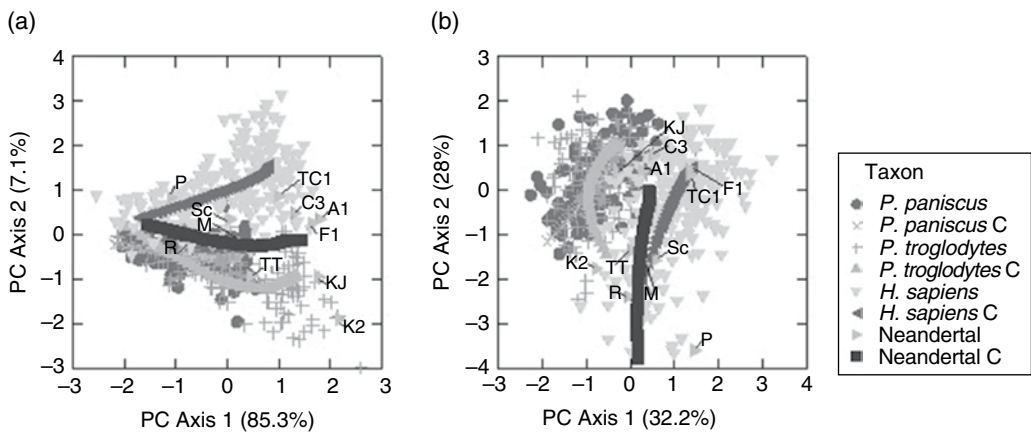 (a)
4
3
2
1
0
−1
−2
−3
PC Axis 2 (7.1%)
−3
−2
−1
0
1
2
3
PC Axis 1 (85.3%)
P
TC1
Sc
C3
A1
M
F1
R
TT
KJ
K2
(b)
3
2
1
0
−1
−2
−3
−4
PC Axis 2 (28%)
−3
−2
−1
0
1
2
3
4
PC Axis 1 (32.2%)
KJ
C3
A1
F1
TC1
K2
TT
Sc
R
M
P
Taxon
P. paniscus
P. paniscus C
P. troglodytes
P. troglodytes C
H. sapiens
H. sapiens C
Neandertal
Neandertal C